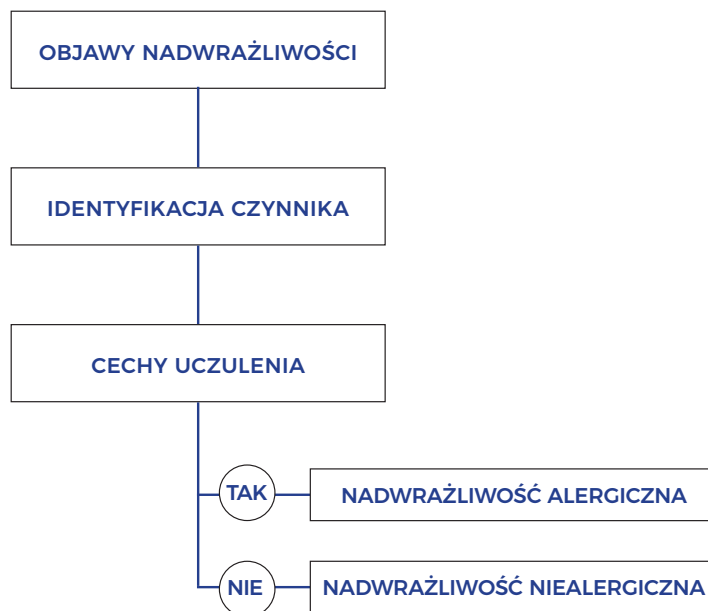 OBJAWY NADWRAŻLIWOŚCI
IDENTYFIKACJA CZYNNIKA
CECHY UCZULENIA
TAK
NADWRAŻLIWOŚĆ ALERGICZNA
NIE
NADWRAŻLIWOŚĆ NIEALERGICZNA